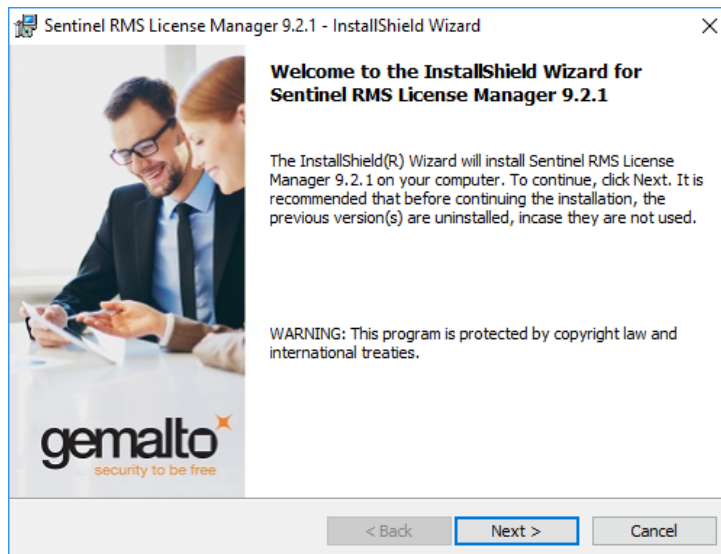 Sentinel RMS License Manager 9.2.1 - InstallShield Wizard
Welcome to the InstallShield Wizard for
Sentinel RMS License Manager 9.2.1
The InstallShield(R) Wizard will install Sentinel RMS License
Manager 9.2.1 on your computer. To continue, click Next. It is
recommended that before continuing the installation, the
previous version(s) are uninstalled, incase they are not used.
WARNING: This program is protected by copyright law and
international treaties.
gemalto
security to be free
< Back
Next >
Cancel